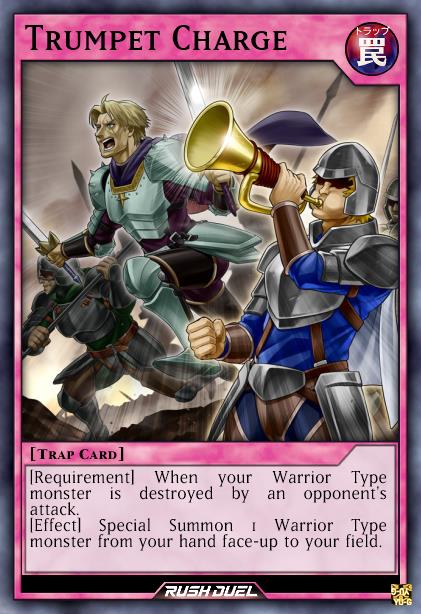 Trumpet Charge
トラップ
罠
[Trap Card]
[Requirement] When your Warrior Type
monster is destroyed by an opponent's
attack.
[Effect] Special Summon 1 Warrior Type
monster from your hand face-up to your field.
RUSH DUEL